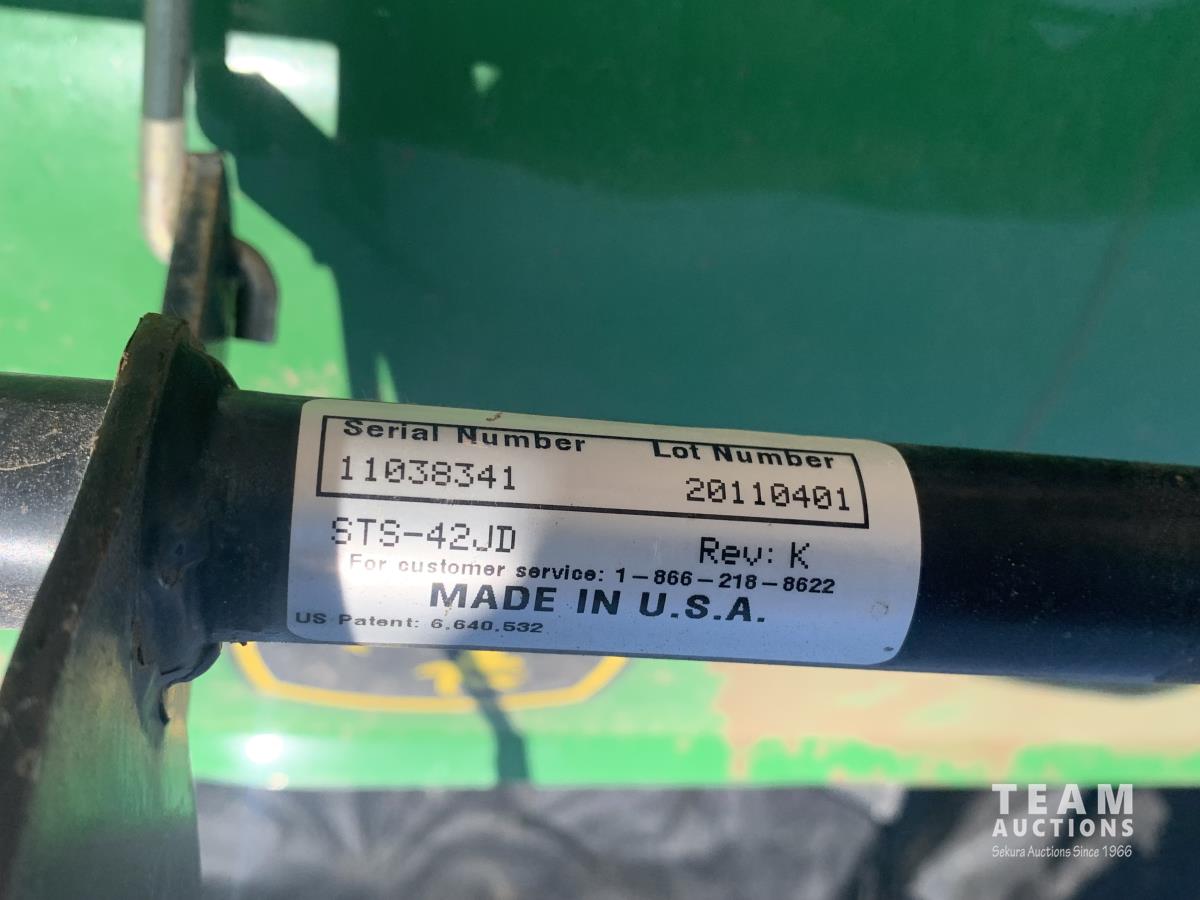 Serial Number Lot Number
11038341 20110401
STS-42JD Rev: K
For customer service: 1-866-218-8622
MADE IN U.S.A.
US Patent: 6.640.532
TEAM
AUCTIONS
Sekura Auctions Since 1966